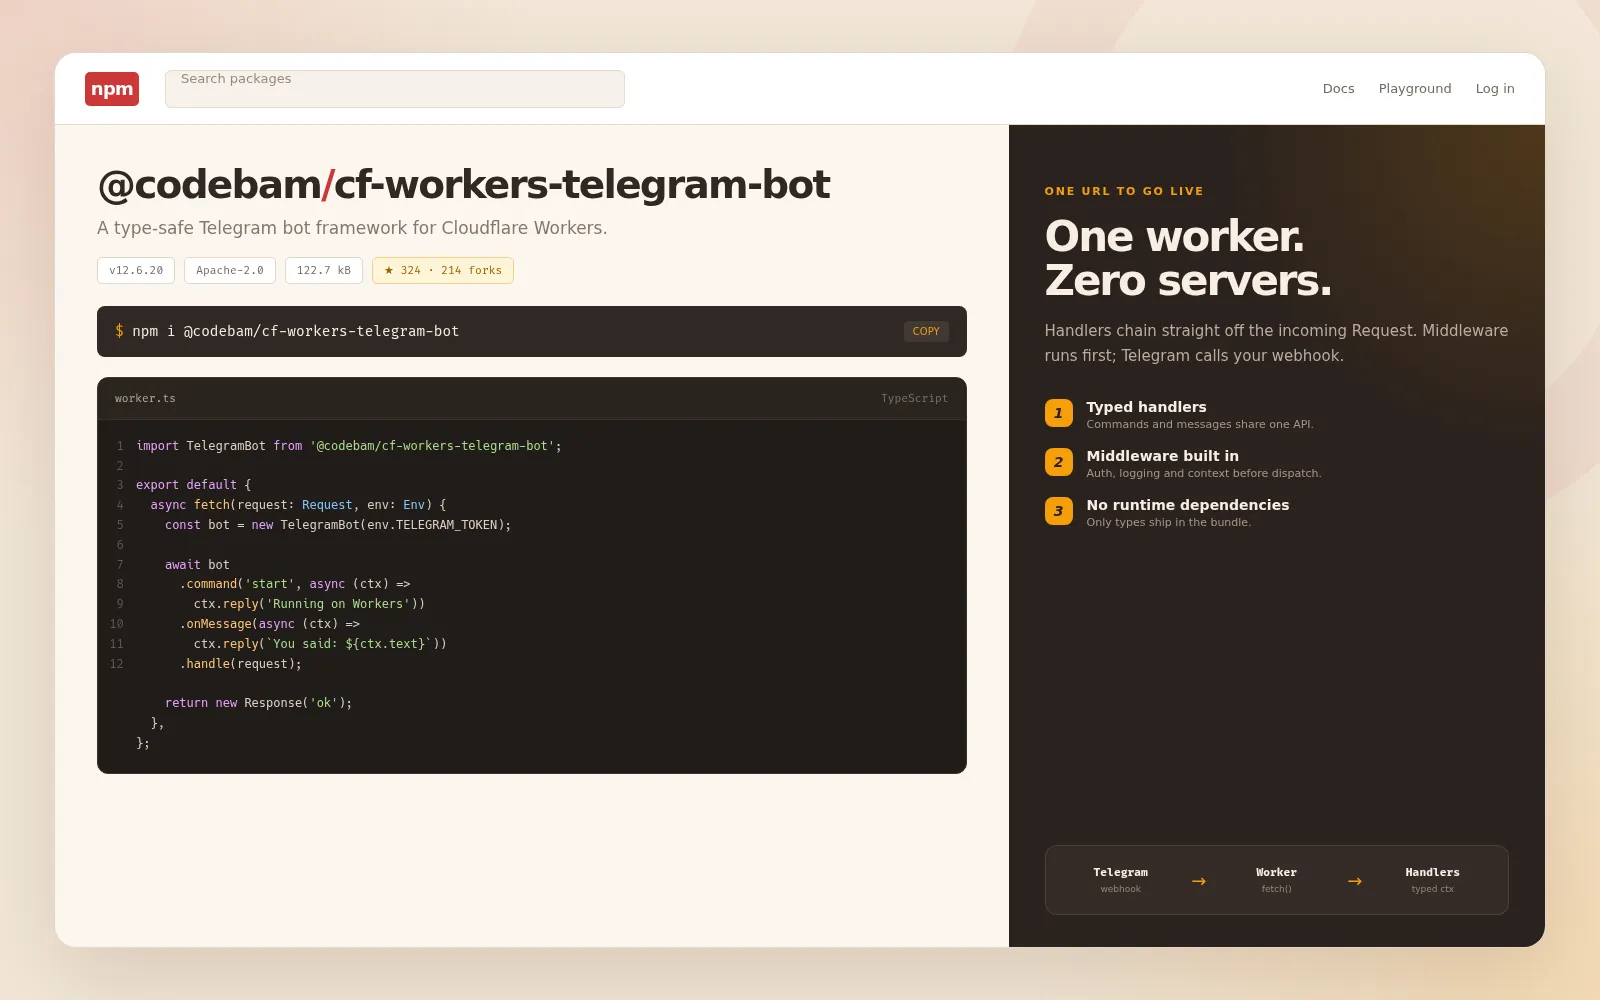 npm
Search packages
Docs
Playground
Log in
@codebam/cf-workers-telegram-bot
A type-safe Telegram bot framework for Cloudflare Workers.
v12.6.20
Apache-2.0
122.7 kB
★ 324 · 214 forks
$ npm i @codebam/cf-workers-telegram-bot
COPY
worker.ts
TypeScript
1 import TelegramBot from '@codebam/cf-workers-telegram-bot';
2
3 export default {
4   async fetch(request: Request, env: Env) {
5     const bot = new TelegramBot(env.TELEGRAM_TOKEN);
6
7     await bot
8       .command('start', async (ctx) =>
9         ctx.reply('Running on Workers'))
10       .onMessage(async (ctx) =>
11         ctx.reply(`You said: ${ctx.text}`))
12       .handle(request);
return new Response('ok');
},
};
ONE URL TO GO LIVE
One worker.
Zero servers.
Handlers chain straight off the incoming Request. Middleware
runs first; Telegram calls your webhook.
1
Typed handlers
Commands and messages share one API.
2
Middleware built in
Auth, logging and context before dispatch.
3
No runtime dependencies
Only types ship in the bundle.
Telegram → Worker → Handlers
webhook fetch() typed ctx